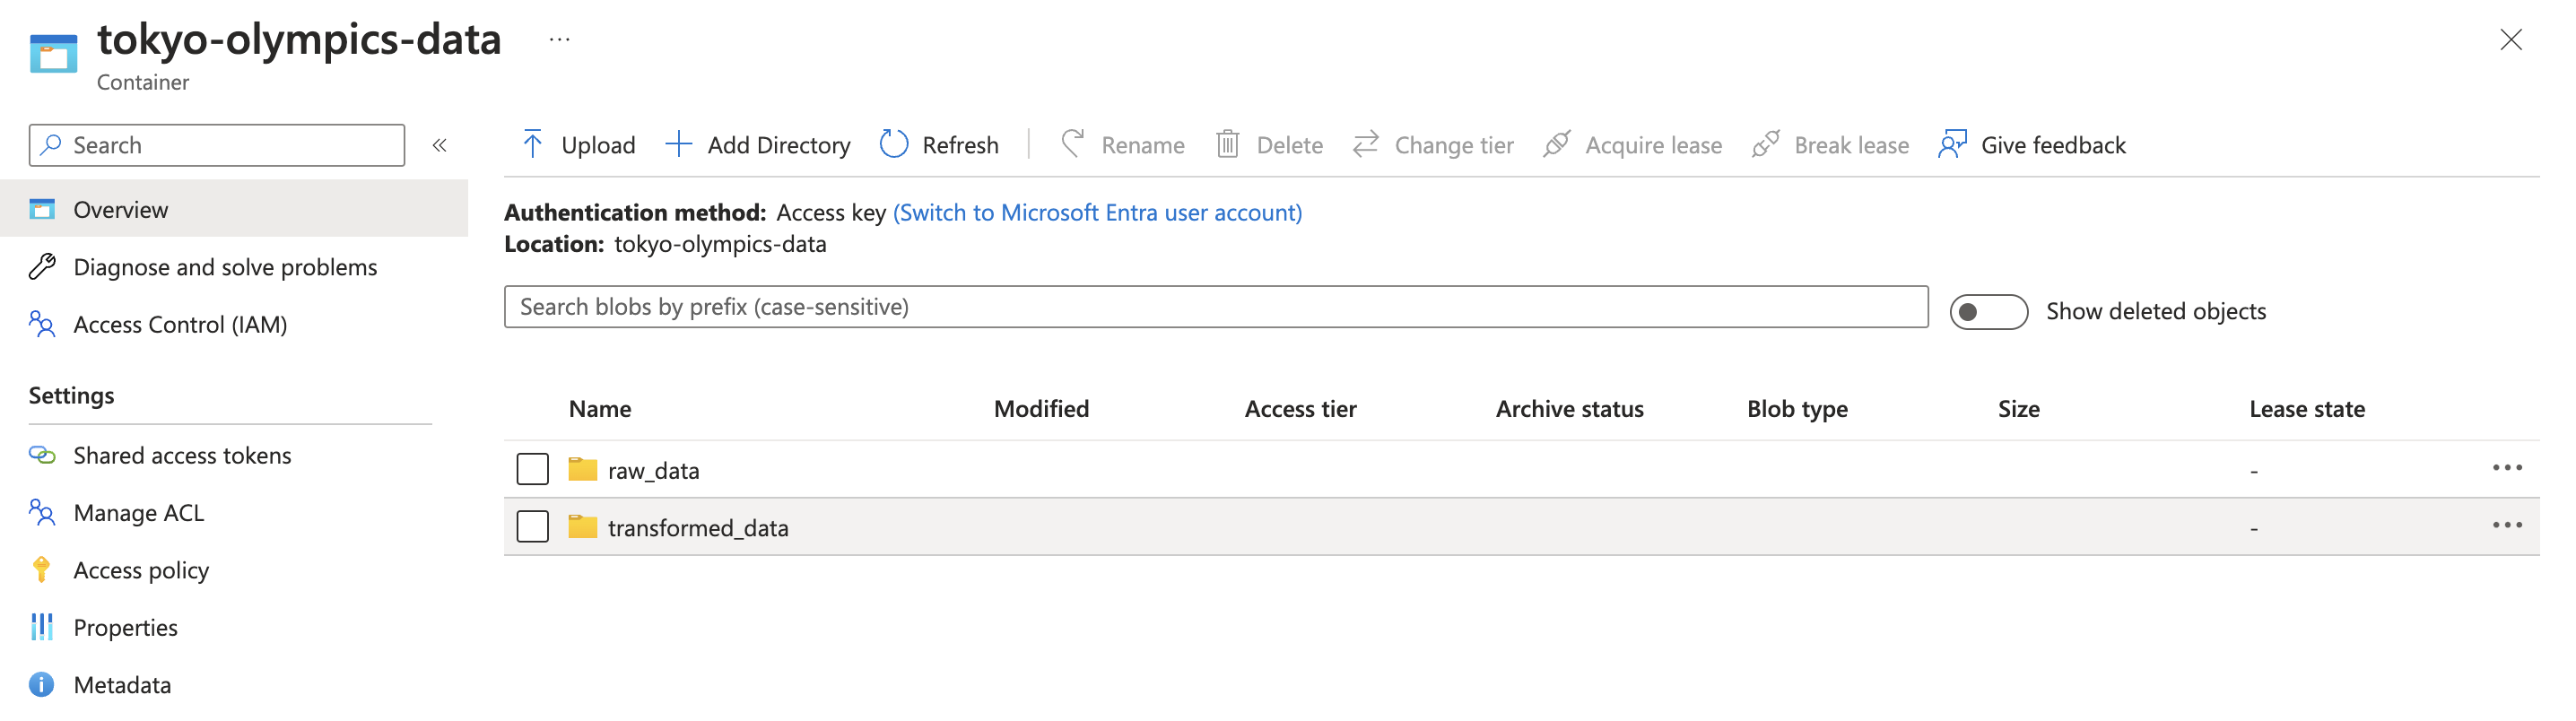 tokyo-olympics-data ...
Container
Search «
Upload Add Directory Refresh Rename Delete Change tier Acquire lease Break lease Give feedback
Overview
Diagnose and solve problems
Access Control (IAM)
Settings
Shared access tokens
Manage ACL
Access policy
Properties
Metadata
Authentication method: Access key (Switch to Microsoft Entra user account)
Location: tokyo-olympics-data
Search blobs by prefix (case-sensitive)
Show deleted objects
Name Modified Access tier Archive status Blob type Size Lease state
raw_data - ...
transformed_data - ...